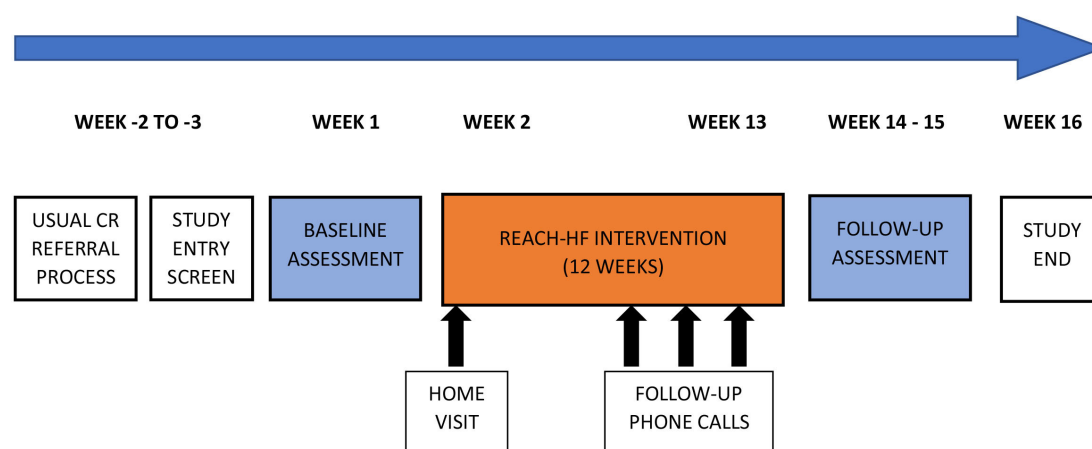 WEEK -2 TO -3
WEEK 1
WEEK 2
WEEK 13
WEEK 14 - 15
WEEK 16
USUAL CR
REFERRAL
PROCESS
STUDY
ENTRY
SCREEN
BASELINE
ASSESSMENT
REACH-HF INTERVENTION
(12 WEEKS)
FOLLOW-UP
ASSESSMENT
STUDY
END
HOME
VISIT
FOLLOW-UP
PHONE CALLS